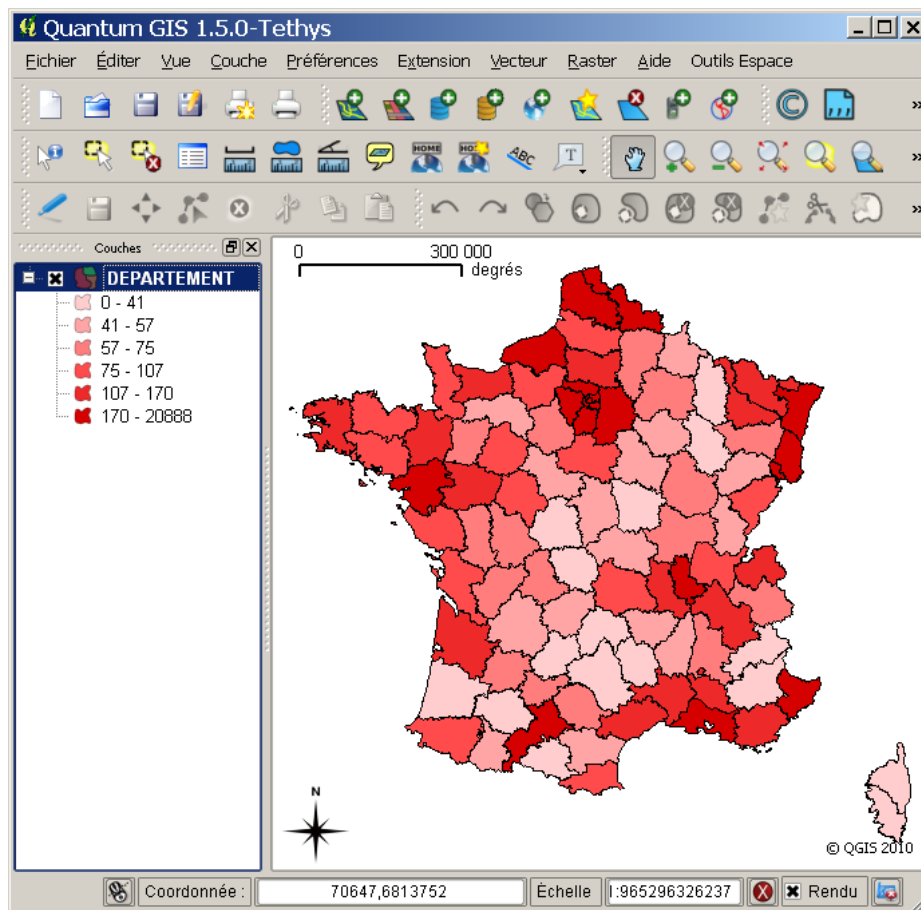 Quantum GIS 1.5.0-Tethys
Fichier Éditer Vue Couche Préférences Extension Vecteur Raster Aide Outils Espace
»
HOME HO
ABC
T
»
»
Couches
DEPARTEMENT
0 - 41
41 - 57
57 - 75
75 - 107
107 - 170
170 - 20888
0 300 000
degrés
N
© QGIS 2010
Coordonnée : 70647,6813752 Échelle l:965296326237 Rendu